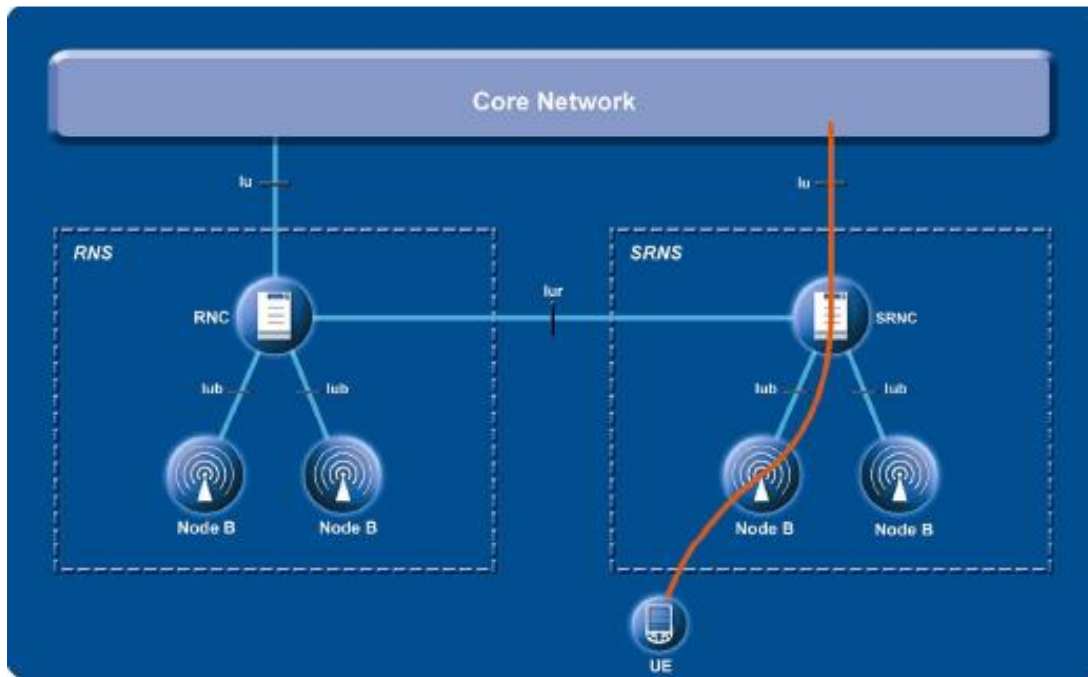 Core Network
Iu
Iu
RNS
SRNS
Iur
RNC
SRNC
Iub
Iub
Iub
Iub
Node B
Node B
Node B
Node B
UE